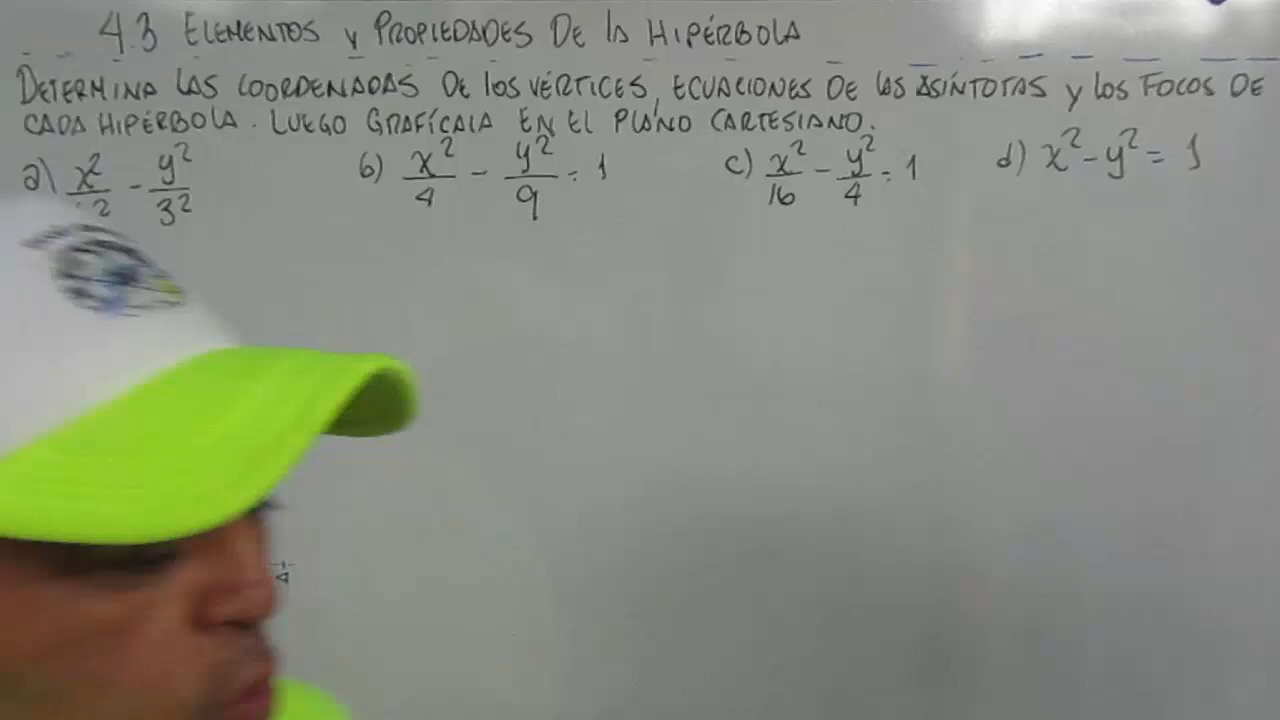 4.3 ELEMENTOS y PROPIEDADES DE la HIPÉRBOLA
DETERMINA LAS COORDENADAS DE los VÉRTICES, ECUACIONES DE LAS ASÍNTOTAS y los FOCOS DE
CADA HIPÉRBOLA. LUEGO GRAFÍCALA EN EL PLANO CARTESIANO.
a) x²/ ² - y²/3² b) x²/4 - y²/9 = 1 c) x²/16 - y²/4 = 1 d) x² - y² = 1